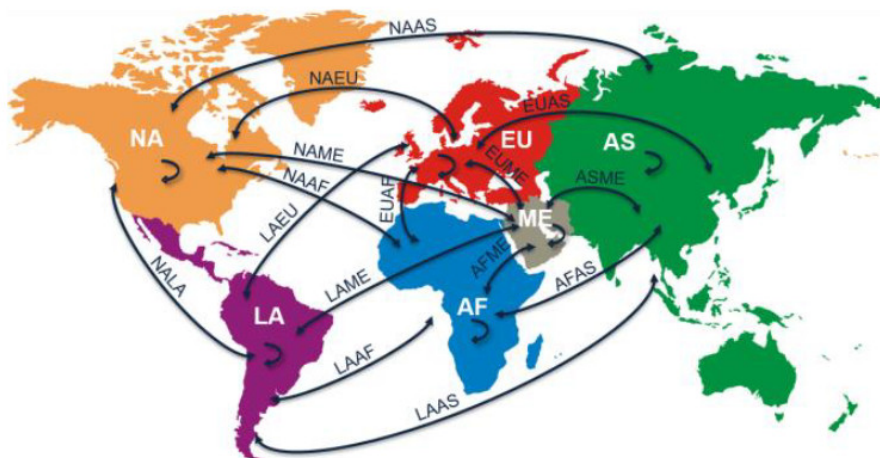 NAAS
NAEU
EUAS
NA
EU
AS
NAME
EUME
ASME
NAAF
EUAF
LAEU
ME
AFME
NALA
LAME
AFAS
LA
AF
LAAF
LAAS